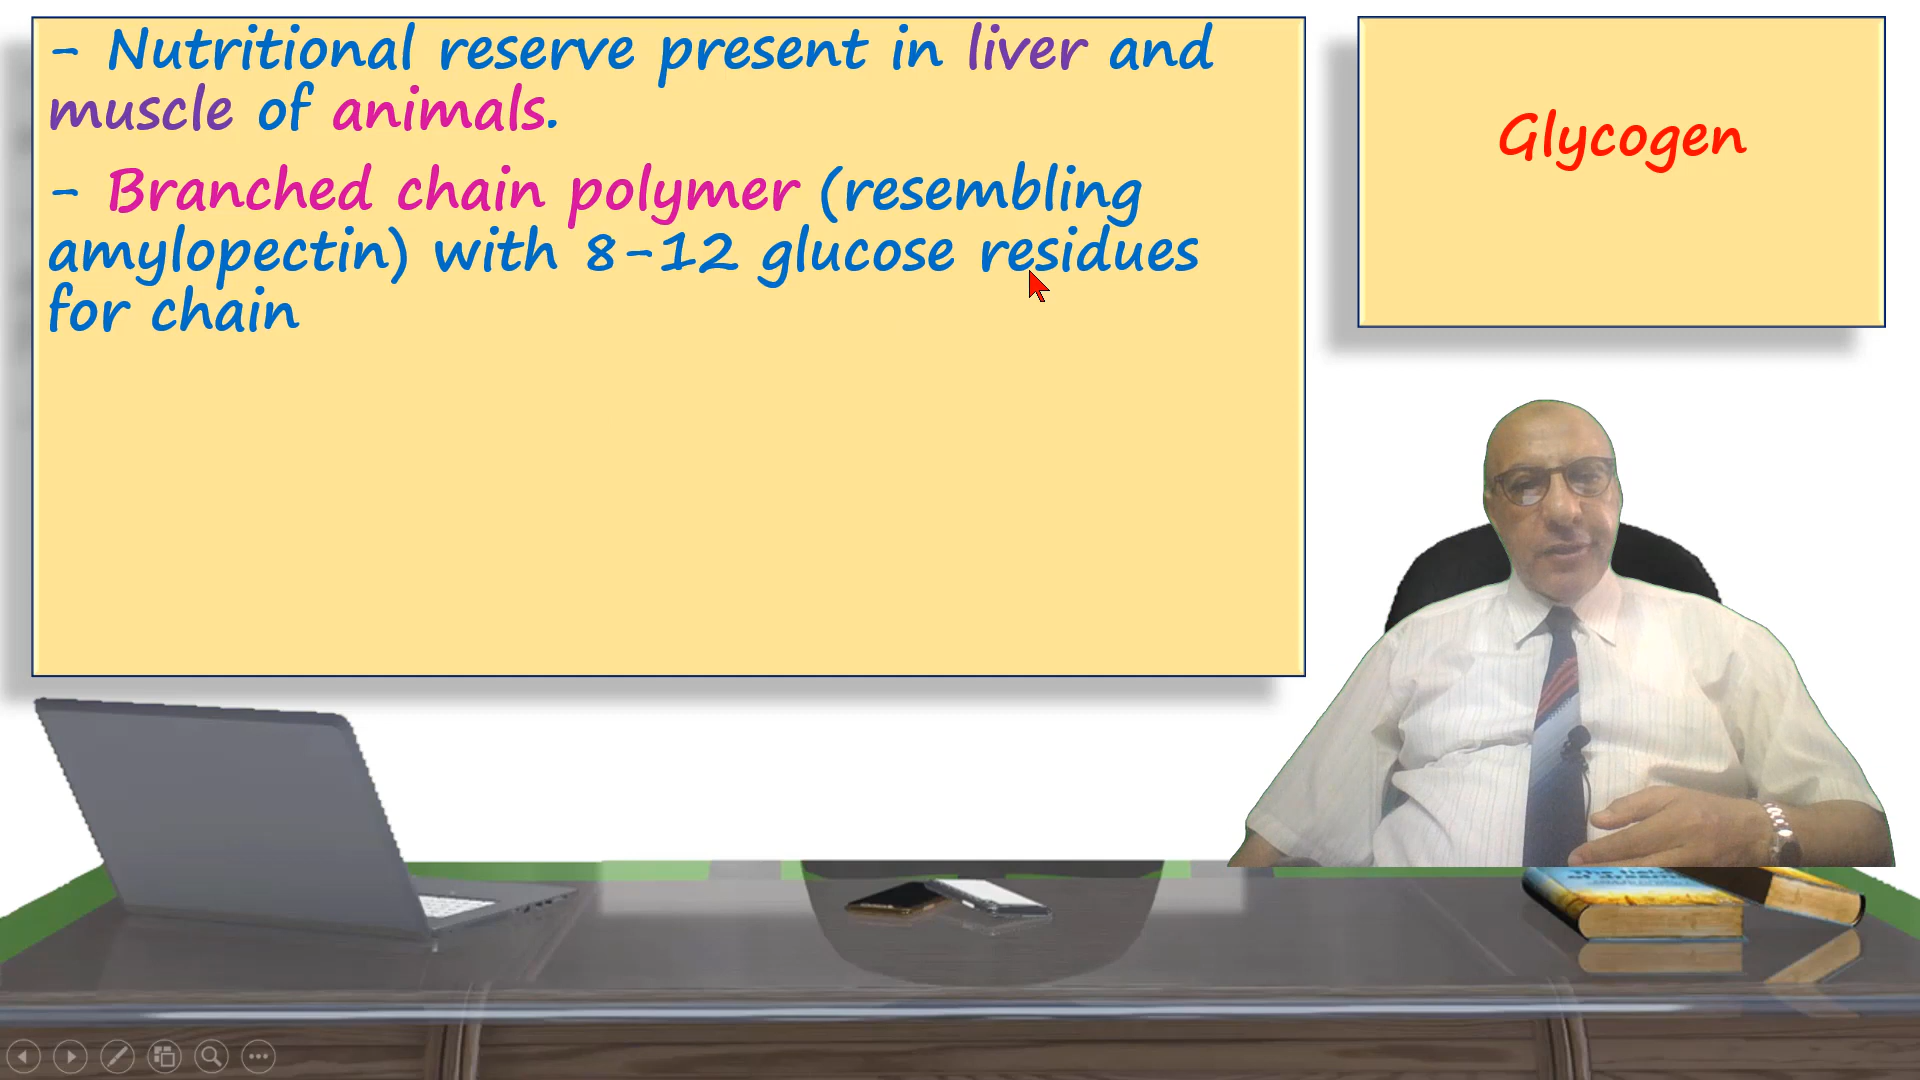 - Nutritional reserve present in liver and
muscle of animals.
- Branched chain polymer (resembling
amylopectin) with 8-12 glucose residues
for chain
Glycogen